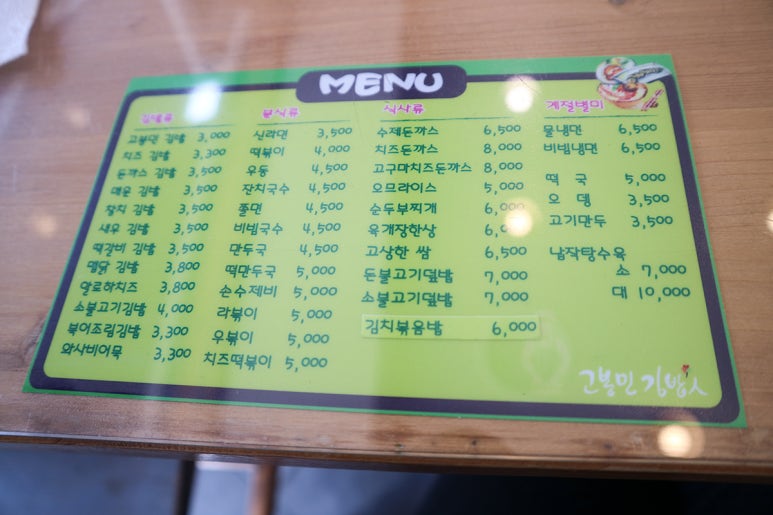 MENU
김밥류
고봉민 김밥 3,000
치즈 김밥 3,300
돈까스 김밥 3,500
매운 김밥 3,500
참치 김밥 3,500
새우 김밥 3,500
떡갈비 김밥 3,500
맵닭 김밥 3,800
할로하치즈 3,800
소불고기김밥 4,000
북어조림김밥 3,300
와사비어묵 3,300
분식류
신라면 3,500
떡볶이 4,000
우동 4,500
잔치국수 4,500
쫄면 4,500
비빔국수 4,500
만두국 4,500
떡만두국 5,000
손수제비 5,000
라볶이 5,000
우볶이 5,000
치즈떡볶이 5,000
식사류
수제돈까스 6,500
치즈돈까스 8,000
고구마치즈돈까스 8,000
오므라이스 5,000
순두부찌개 6,000
육개장한상
고상한 쌈 6,500
돈불고기덮밥 7,000
소불고기덮밥 7,000
김치볶음밥 6,000
계절별미
물냉면 6,500
비빔냉면 6,500
떡 국 5,000
오 뎅 3,500
고기만두 3,500
납작탕수육
소 7,000
대 10,000
고봉민김밥人